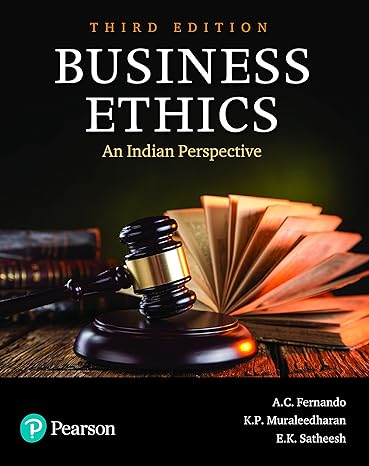 THIRD EDITION
BUSINESS
ETHICS
An Indian Perspective
A.C. Fernando
K.P. Muraleedharan
E.K. Satheesh
Pearson